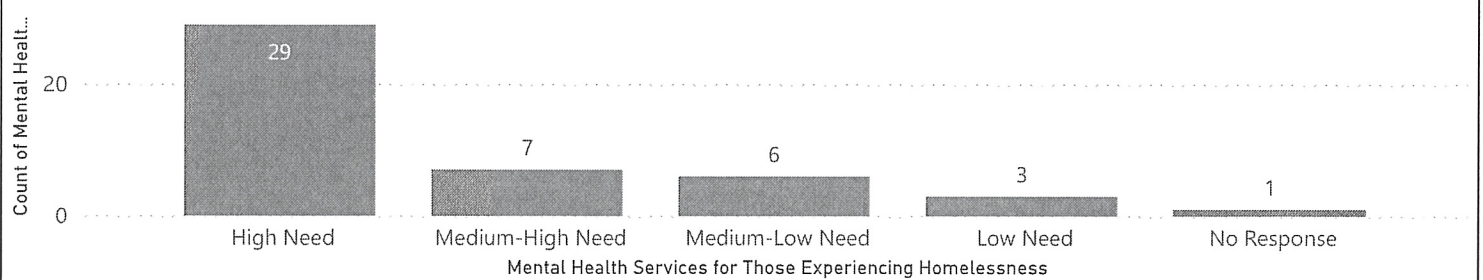 Count of Mental Healt...
29
20
7
6
3
1
0
High Need
Medium-High Need
Medium-Low Need
Low Need
No Response
Mental Health Services for Those Experiencing Homelessness